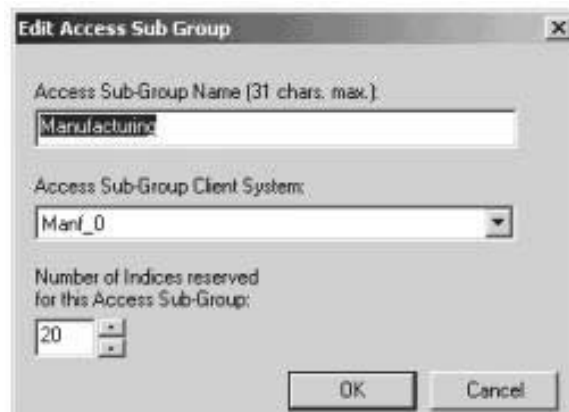 Edit Access Sub Group
Access Sub-Group Name (31 chars. max.):
Manufacturing
Access Sub-Group Client System:
Manf_0
Number of Indices reserved
for this Access Sub-Group:
20
OK
Cancel